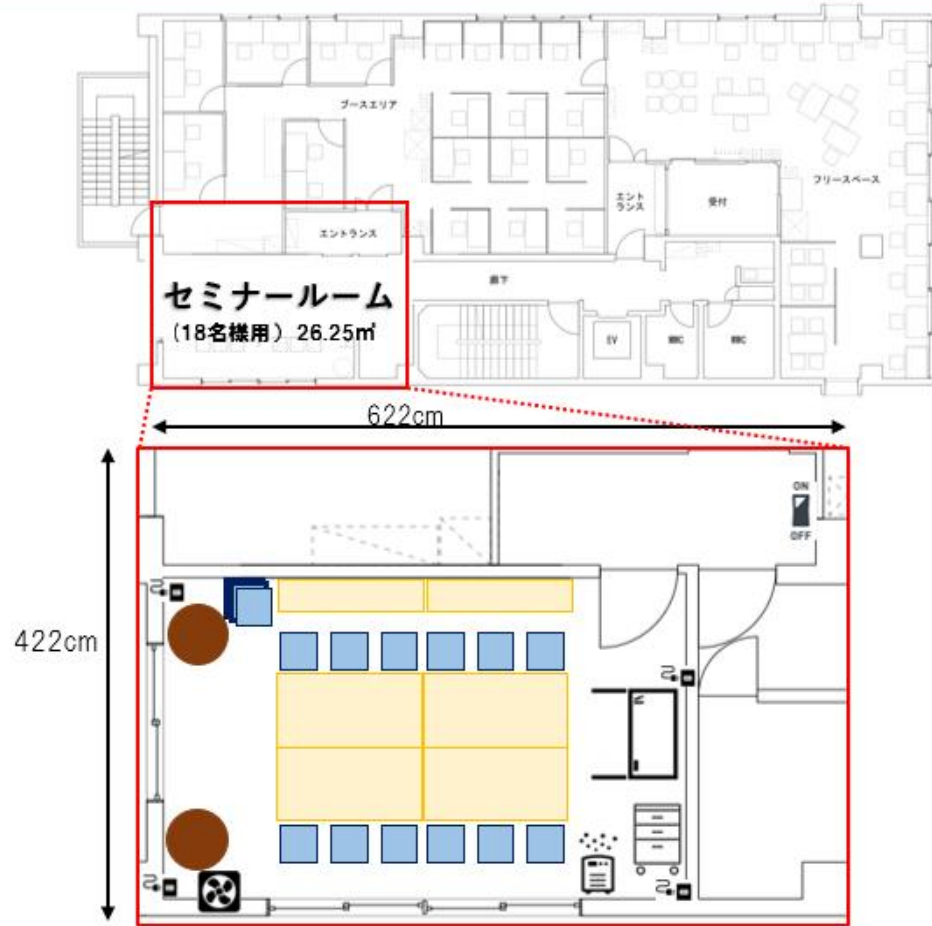 ブースエリア
フリースペース
エント
ランス
受付
エントランス
廊下
セミナールーム
（18名様用）26.25㎡
EV
WWC
WWC
622cm
422cm
ON
OFF